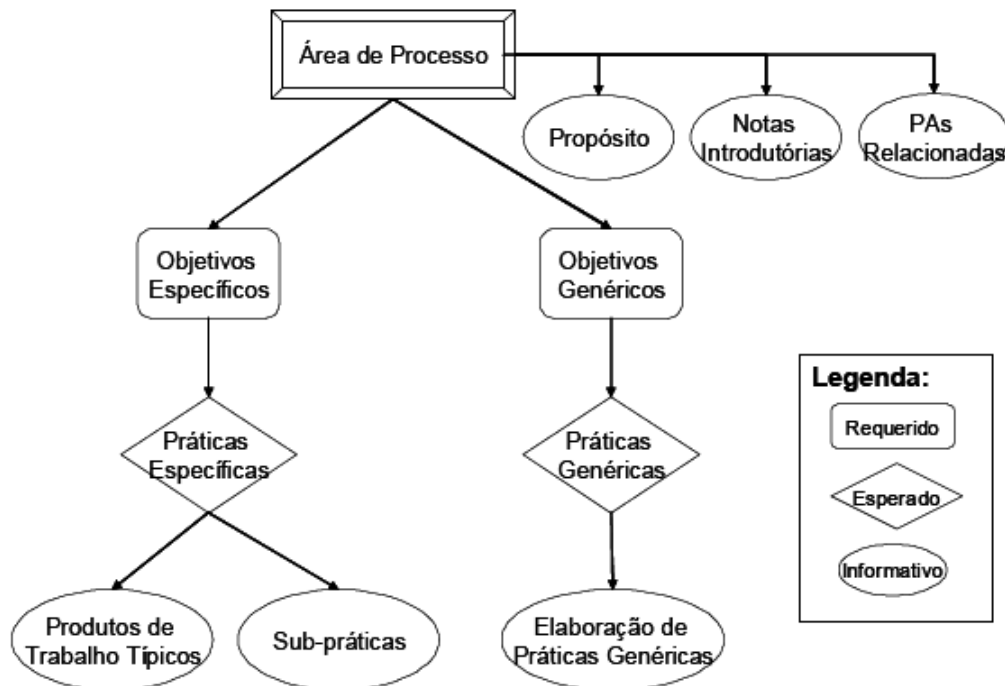 Área de Processo
Propósito
Notas
Introdutórias
PAs
Relacionadas
Objetivos
Específicos
Objetivos
Genéricos
Práticas
Específicas
Práticas
Genéricas
Produtos de
Trabalho Típicos
Sub-práticas
Elaboração de
Práticas Genéricas
Legenda:
Requerido
Esperado
Informativo